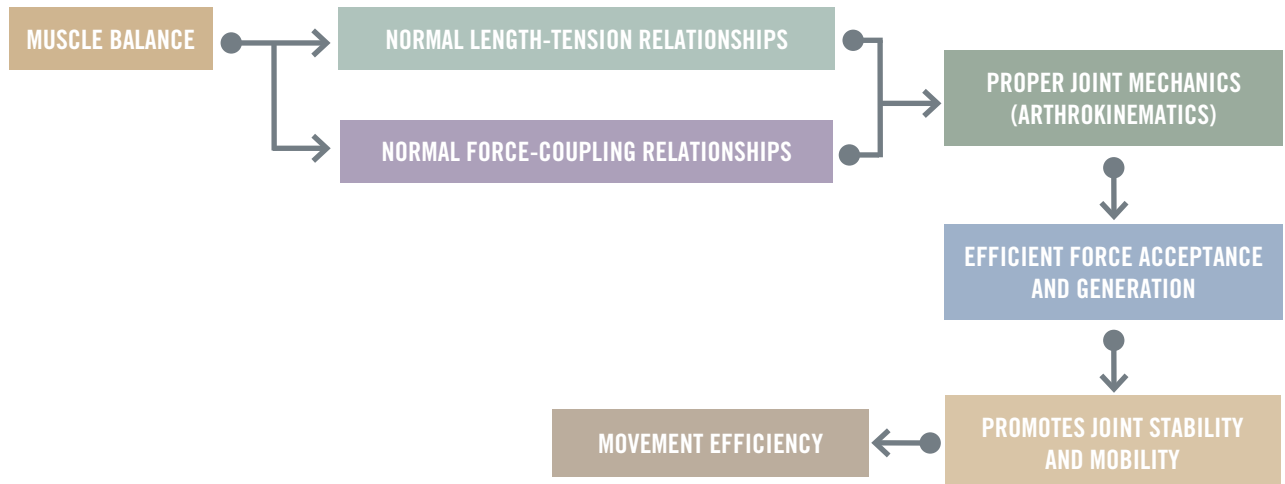 MUSCLE BALANCE
NORMAL LENGTH-TENSION RELATIONSHIPS
NORMAL FORCE-COUPLING RELATIONSHIPS
PROPER JOINT MECHANICS
(ARTHROKINEMATICS)
EFFICIENT FORCE ACCEPTANCE
AND GENERATION
PROMOTES JOINT STABILITY
AND MOBILITY
MOVEMENT EFFICIENCY